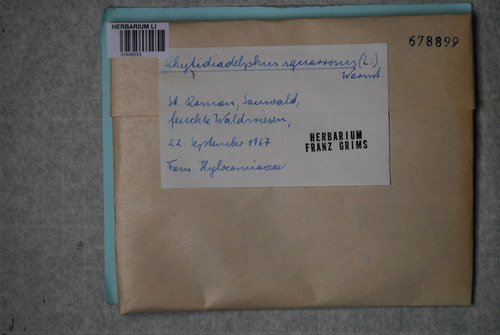 HERBARIUM LI
678899
Rhytidiadelphus squarrosus (L.)
Warnst.
St. Roman, Sauwald,
feuchte Waldwiesen,
22. September 1967
Fam. Hylocomiaceae
HERBARIUM
FRANZ GRIMS